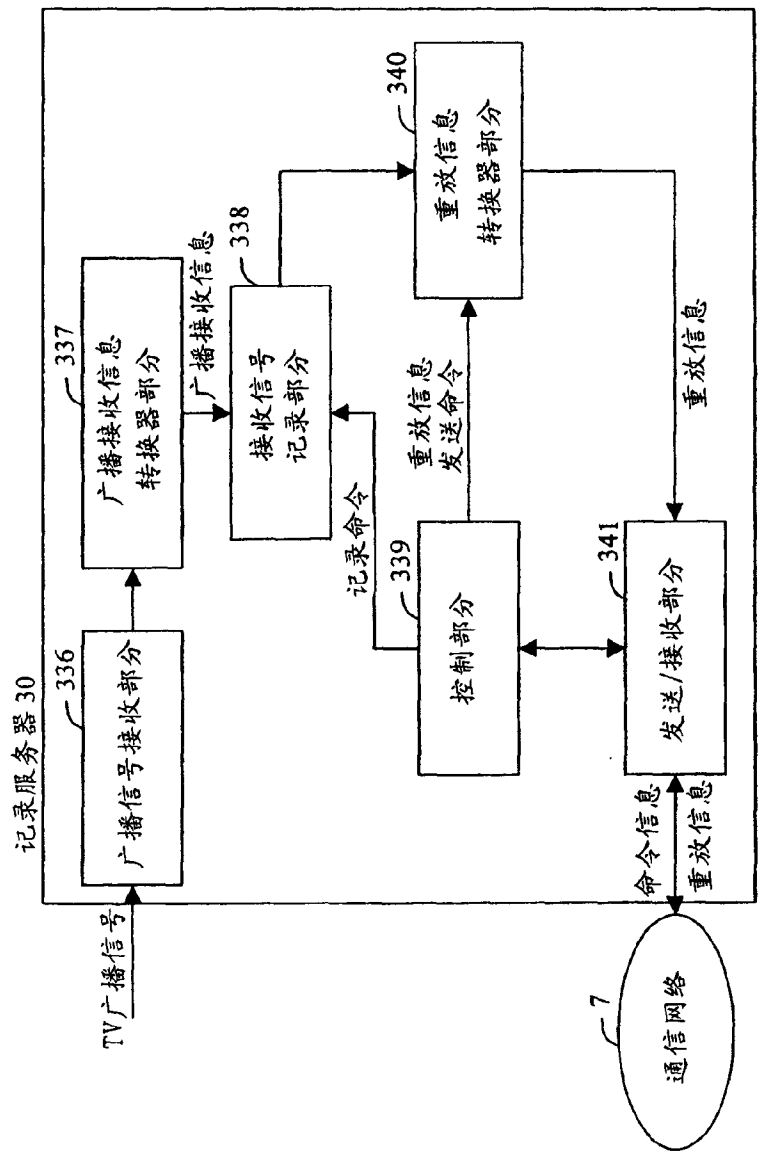 记录服务器 30
TV广播信号
336
广播信号接收部分
337
广播接收信息
转换器部分
广播接收信息
338
接收信号
记录部分
记录命令
339
控制部分
重放信息
发送命令
340
重放信息
转换器部分
重放信息
341
发送/接收部分
命令信息
重放信息
7
通信网络